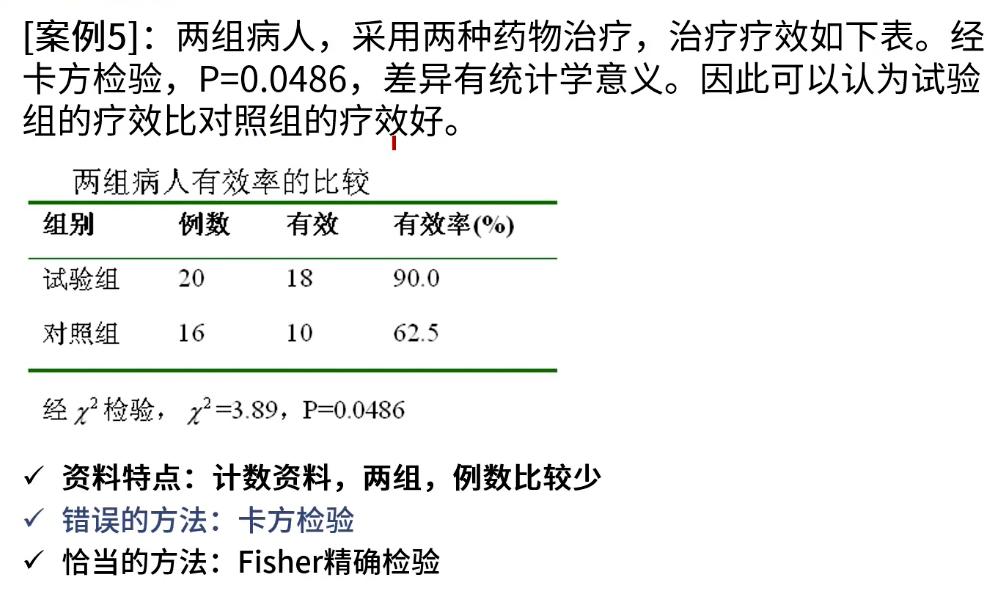 [案例5]：两组病人，采用两种药物治疗，治疗疗效如下表。经
卡方检验，P=0.0486，差异有统计学意义。因此可以认为试验
组的疗效比对照组的疗效好。
两组病人有效率的比较
组别 例数 有效 有效率(%)
试验组 20 18 90.0
对照组 16 10 62.5
经 χ²检验， χ²=3.89，P=0.0486
✓ 资料特点：计数资料，两组，例数比较少
✓ 错误的方法：卡方检验
✓ 恰当的方法：Fisher精确检验